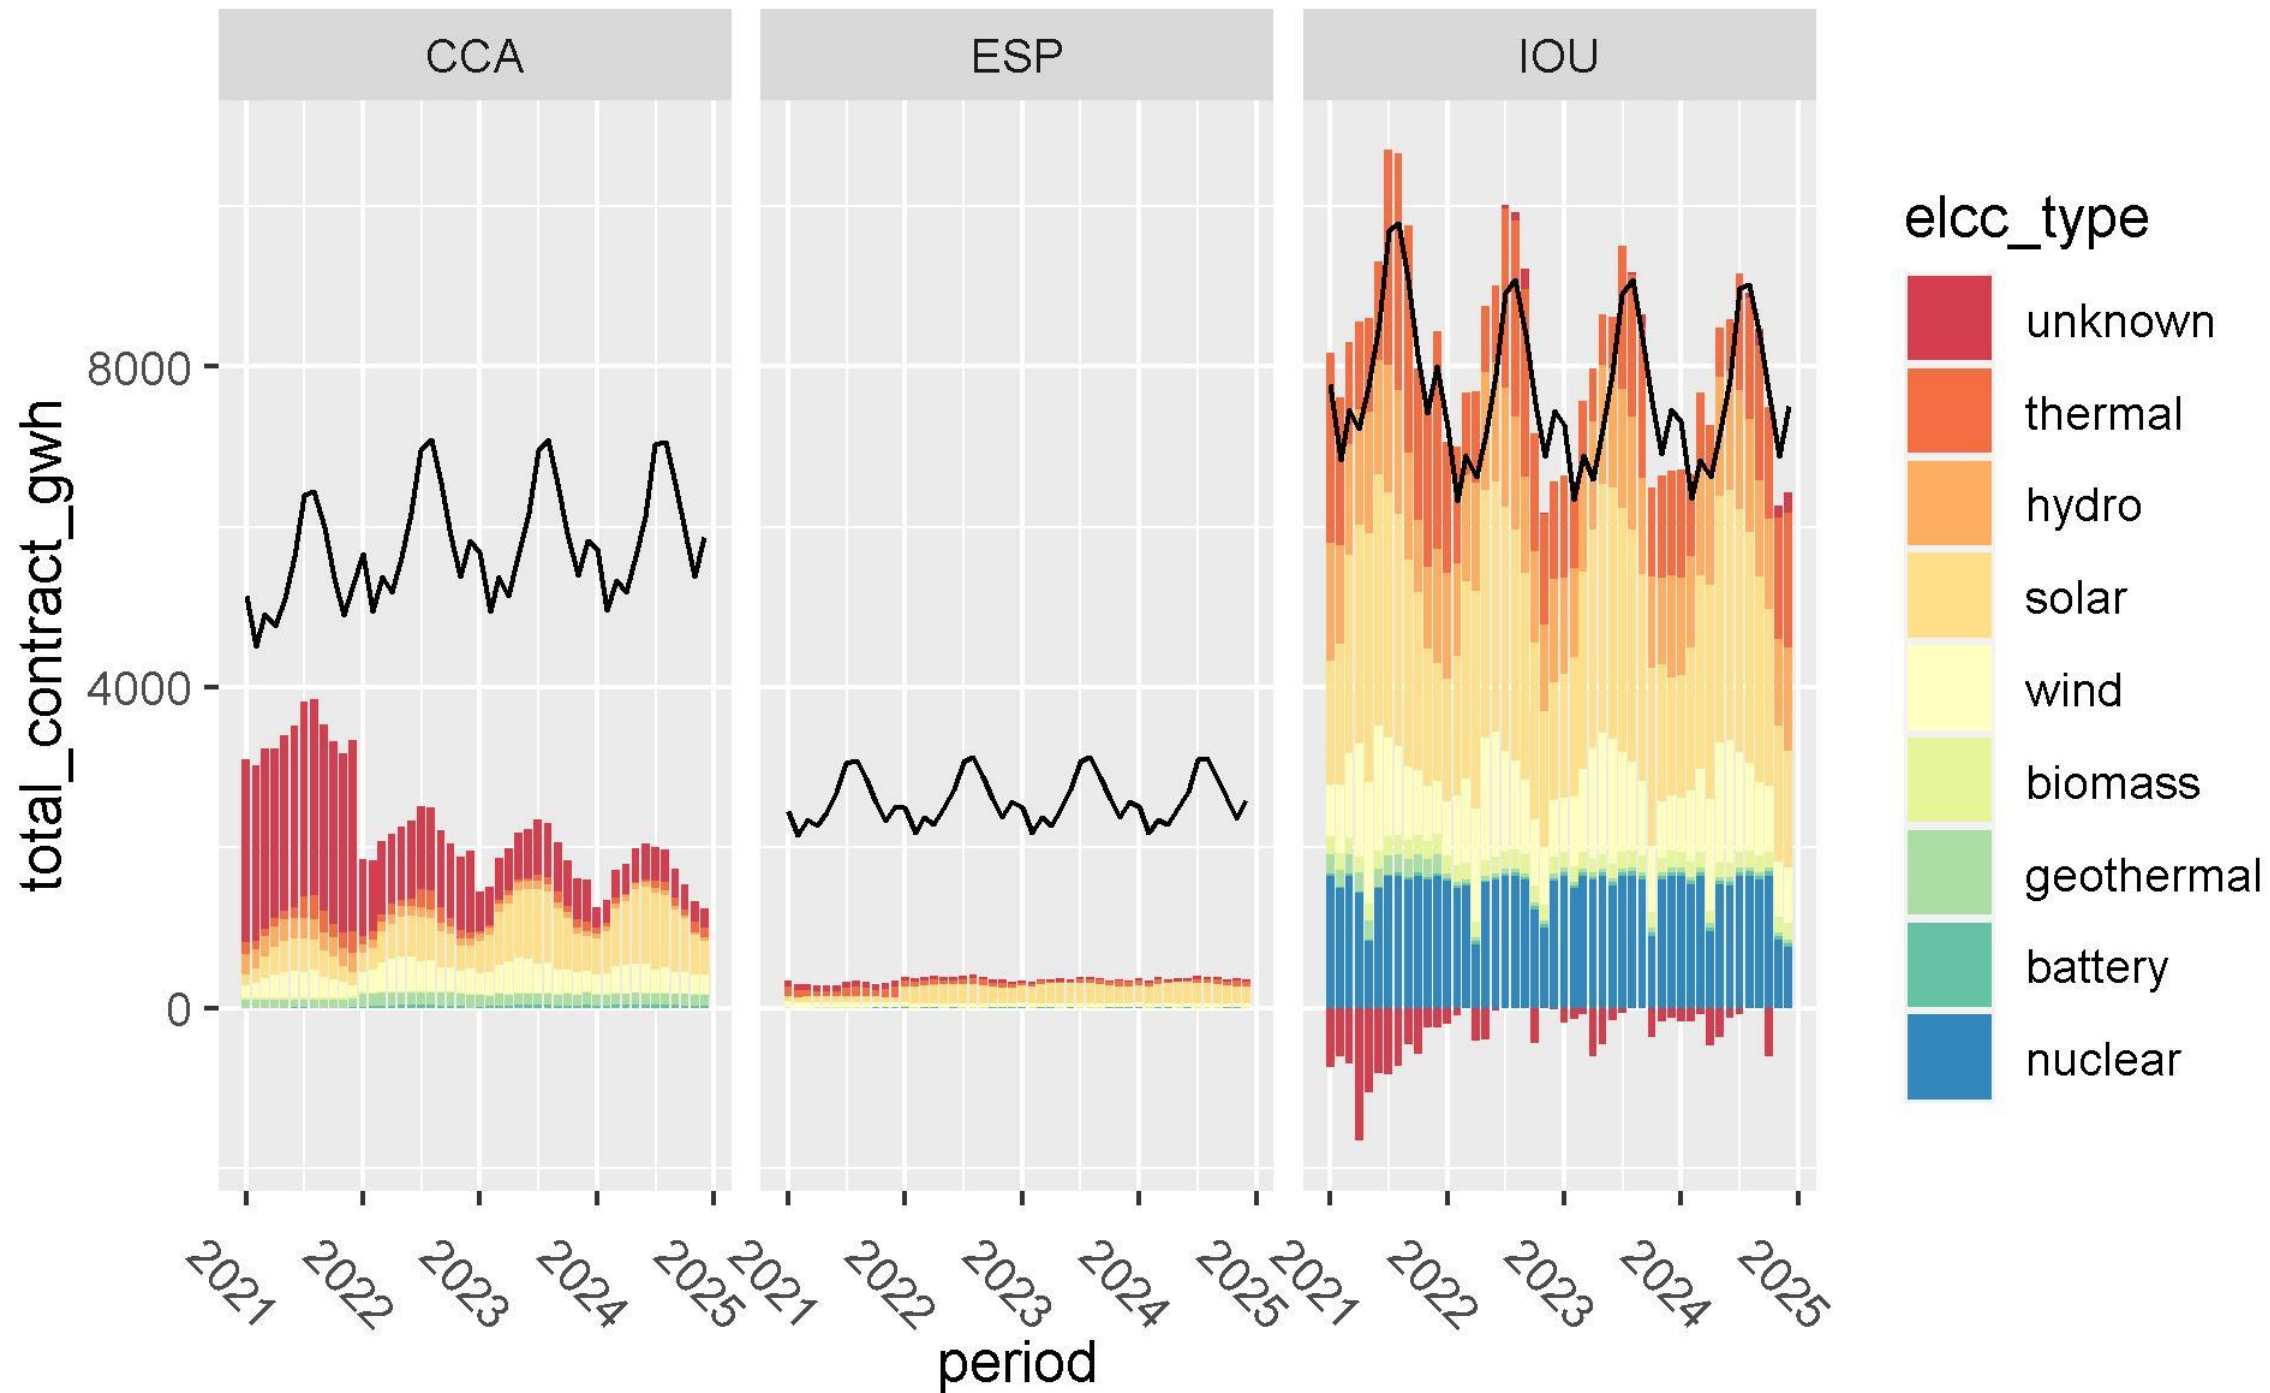 CCA ESP IOU
total_contract_gwh
8000
4000
0
2021 2022 2023 2024 2025 2021 2022 2023 2024 2025 2021 2022 2023 2024 2025
period
elcc_type
unknown
thermal
hydro
solar
wind
biomass
geothermal
battery
nuclear